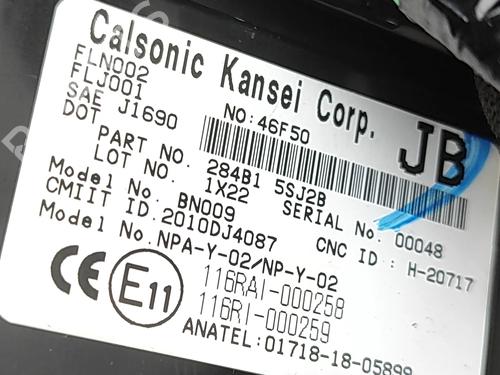 Calsonic Kansei Corp.
FLN002
FLJ001
SAE J1690
DOT
NO:46F50
JB
PART NO. 284B1 5SJ2B
LOT NO. 1X22
SERIAL No. 00048
Model No. BN009
CMIIT ID.2010DJ4087
CNC ID : H-20717
Model No.NPA-Y-02/NP-Y-02
CE E11
116RAI-000258
116RI-000259
ANATEL:01718-18-05899